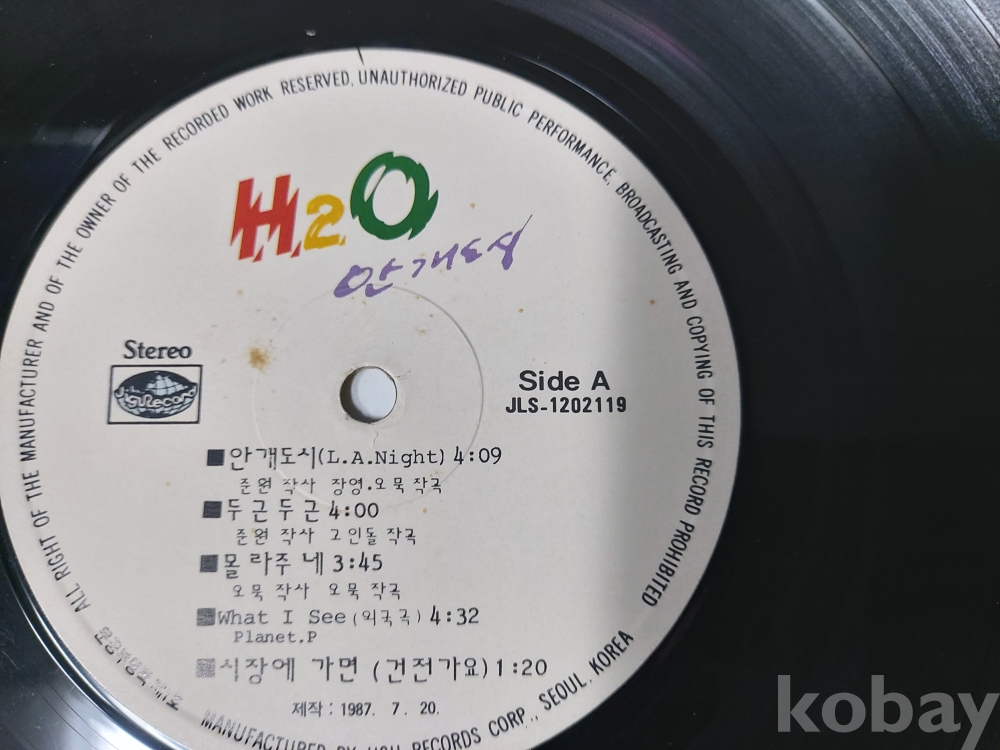 ALL RIGHT OF THE MANUFACTURER AND OF THE OWNER OF THE RECORDED WORK RESERVED, UNAUTHORIZED PUBLIC PERFORMANCE, BROADCASTING AND COPYING OF THIS RECORD PROHIBITED
H2O
안개도시
Stereo
Jigu Record
Side A
JLS-1202119
■안개도시(L.A.Night) 4:09
준원 작사 장영.오묵 작곡
■두근두근 4:00
준원 작사 고인돌 작곡
■몰라주네 3:45
오묵 작사 오묵 작곡
■What I See(외국곡) 4:32
Planet.P
■시장에 가면 (건전가요) 1:20
제작: 1987. 7. 20.
MANUFACTURED BY RECORDS CORP., SEOUL, KOREA
kobay